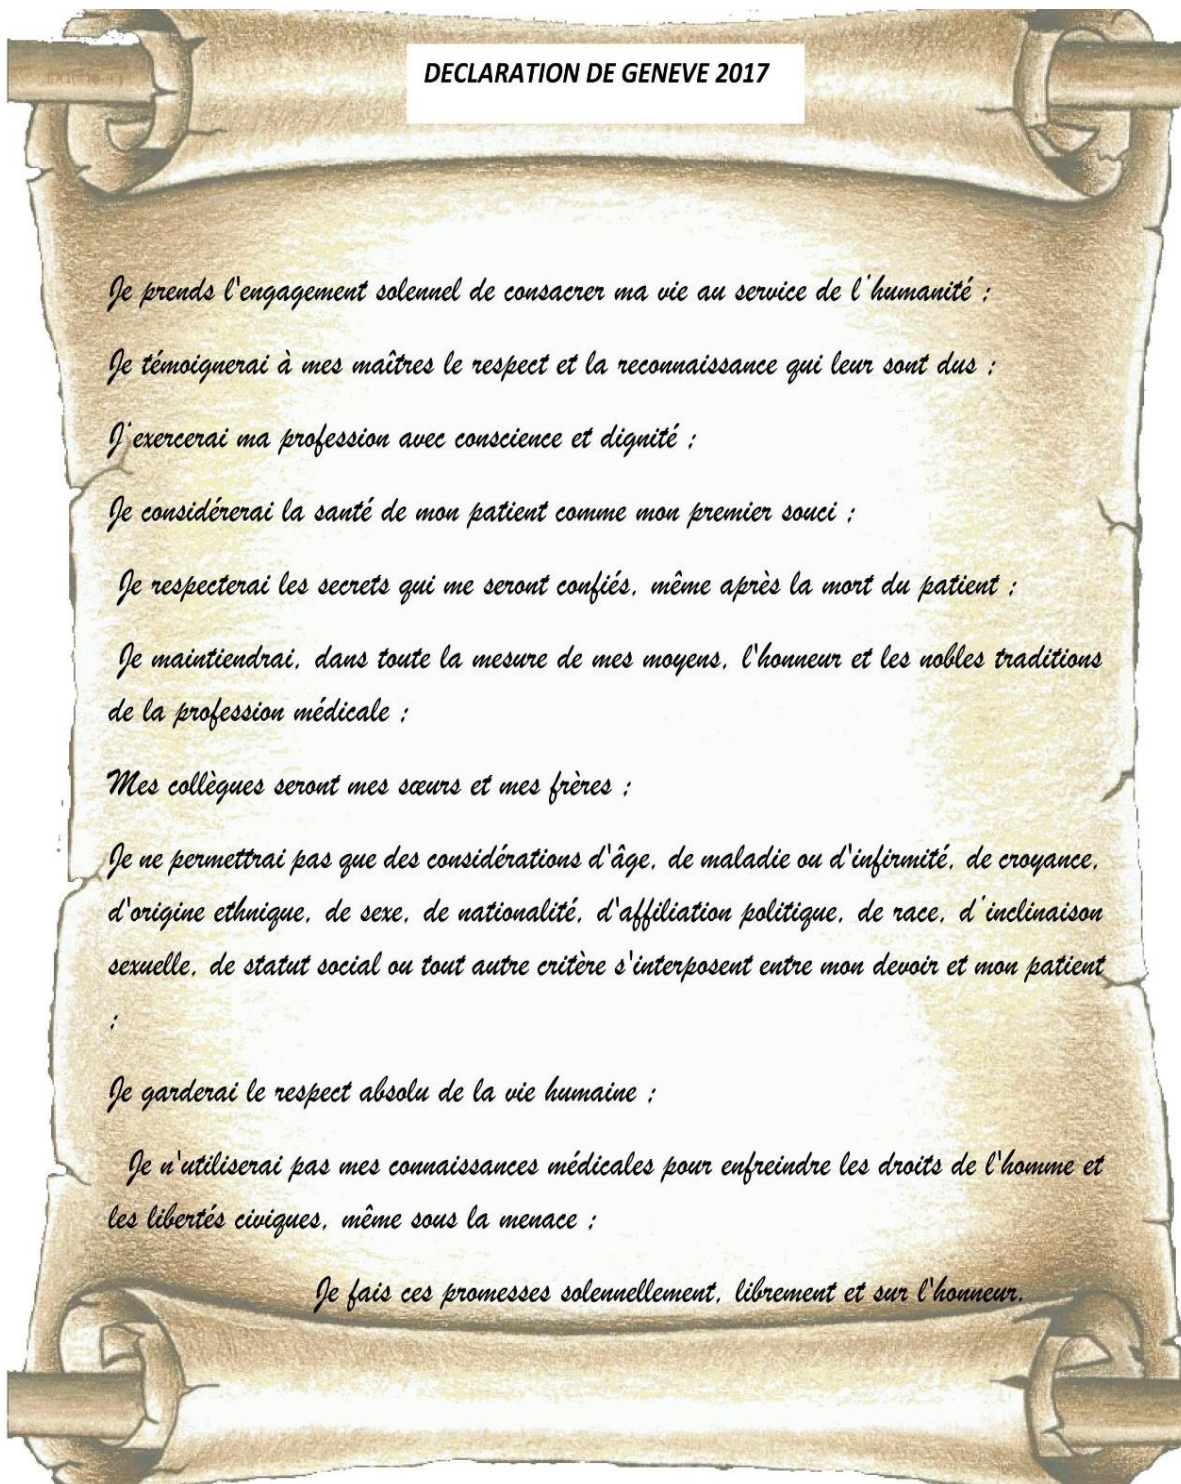 DECLARATION DE GENEVE 2017
Je prends l'engagement solennel de consacrer ma vie au service de l'humanité ;
Je témoignerai à mes maîtres le respect et la reconnaissance qui leur sont dus ;
J'exercerai ma profession avec conscience et dignité ;
Je considérerai la santé de mon patient comme mon premier souci ;
Je respecterai les secrets qui me seront confiés, même après la mort du patient ;
Je maintiendrai, dans toute la mesure de mes moyens, l'honneur et les nobles traditions
de la profession médicale ;
Mes collègues seront mes sœurs et mes frères ;
Je ne permettrai pas que des considérations d'âge, de maladie ou d'infirmité, de croyance,
d'origine ethnique, de sexe, de nationalité, d'affiliation politique, de race, d'inclinaison
sexuelle, de statut social ou tout autre critère s'interposent entre mon devoir et mon patient
;
Je garderai le respect absolu de la vie humaine ;
Je n'utiliserai pas mes connaissances médicales pour enfreindre les droits de l'homme et
les libertés civiques, même sous la menace ;
Je fais ces promesses solennellement, librement et sur l'honneur.